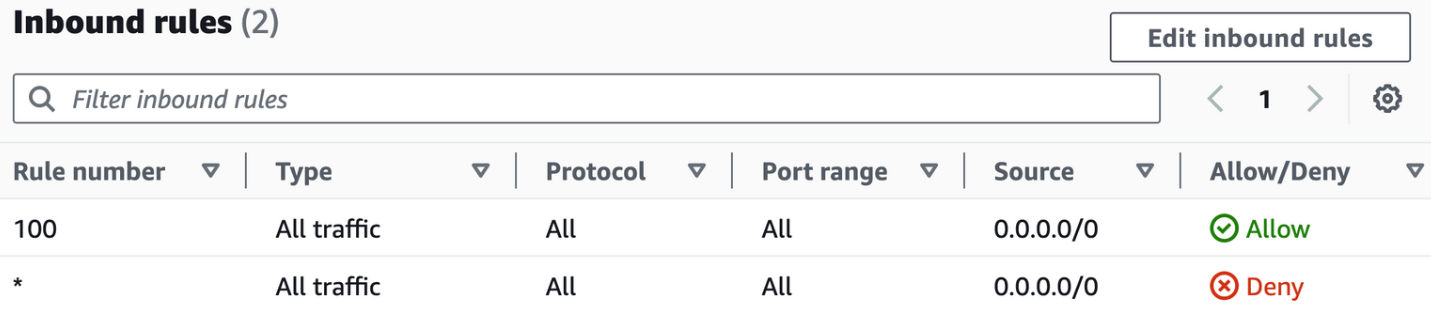 Inbound rules (2)
Edit inbound rules
Filter inbound rules
1
Rule number Type Protocol Port range Source Allow/Deny
100 All traffic All All 0.0.0.0/0 Allow
* All traffic All All 0.0.0.0/0 Deny